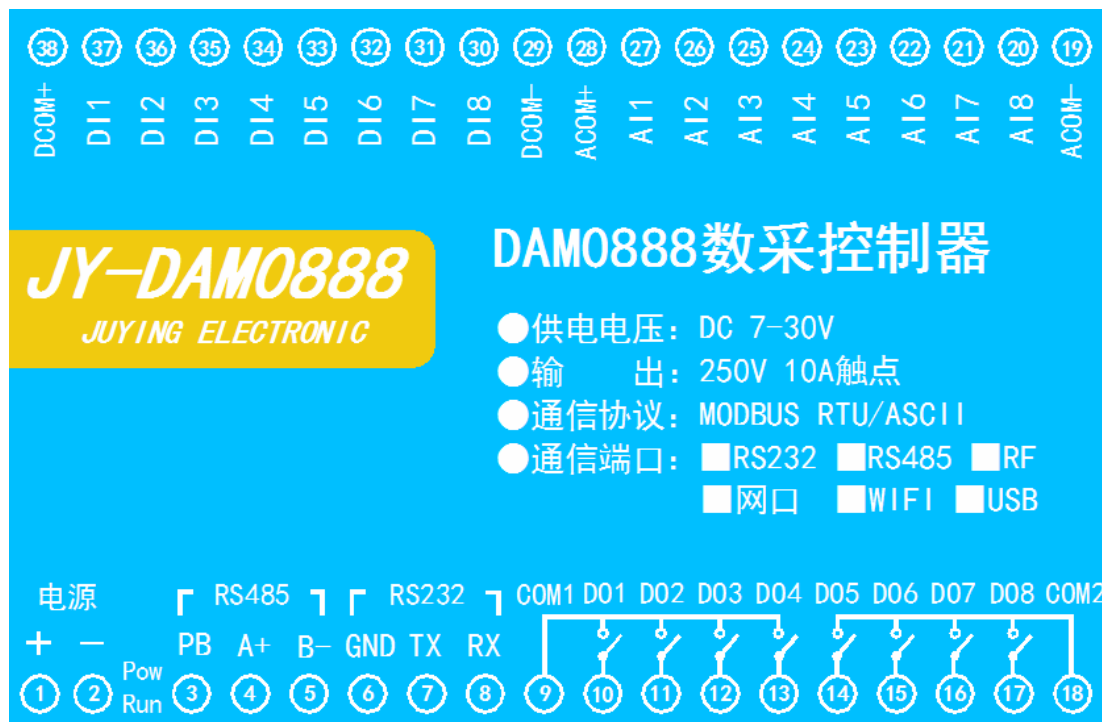 38 37 36 35 34 33 32 31 30 29 28 27 26 25 24 23 22 21 20 19
DCOM+ DI1 DI2 DI3 DI4 DI5 DI6 DI7 DI8 DCOM- ACOM+ AI1 AI2 AI3 AI4 AI5 AI6 AI7 AI8 ACOM-
JY-DAM0888
JUYING ELECTRONIC
DAM0888数采控制器
●供电电压：DC 7-30V
●输 出：250V 10A触点
●通信协议：MODBUS RTU/ASCII
●通信端口：■RS232 ■RS485 ■RF
■网口 ■WIFI ■USB
电源 RS485 RS232 COM1 DO1 DO2 DO3 DO4 DO5 DO6 DO7 DO8 COM2
+ - PB A+ B- GND TX RX
Pow
Run
1 2 3 4 5 6 7 8 9 10 11 12 13 14 15 16 17 18